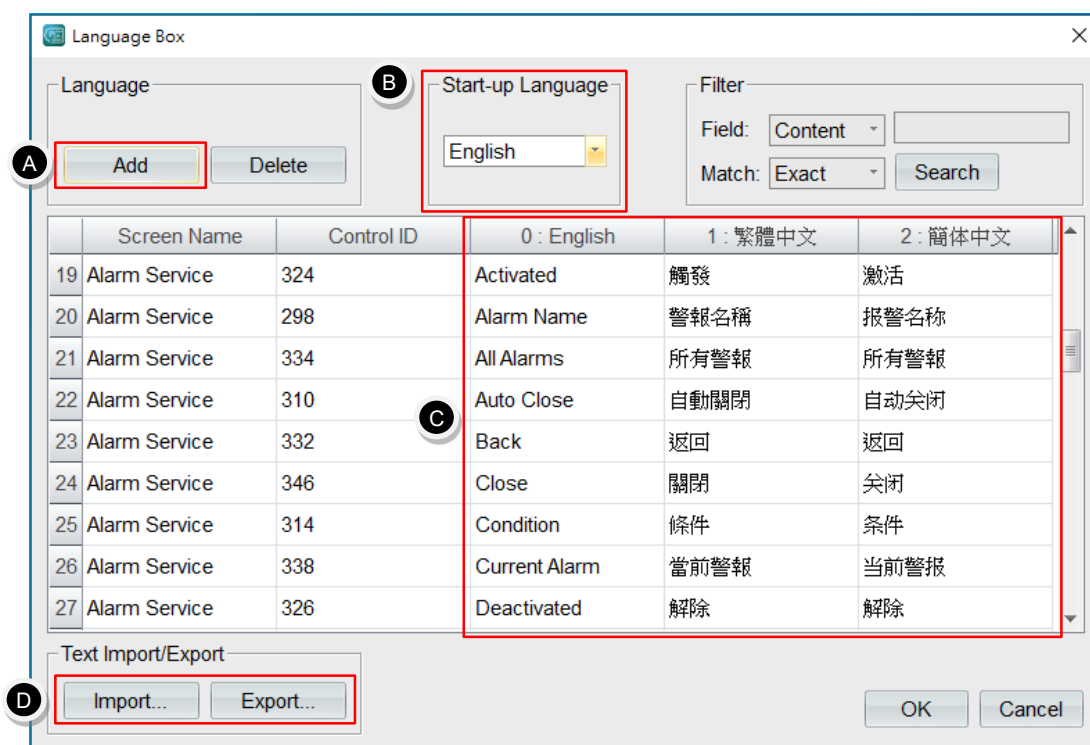 Language Box
Language
B
Start-up Language
Filter
Field: Content
A
Add Delete
English
Match: Exact Search
Screen Name Control ID 0 : English 1 : 繁體中文 2 : 簡体中文
19 Alarm Service 324 Activated 觸發 激活
20 Alarm Service 298 Alarm Name 警報名稱 报警名称
21 Alarm Service 334 All Alarms 所有警報 所有警報
22 Alarm Service 310 Auto Close 自動關閉 自动关闭
C
23 Alarm Service 332 Back 返回 返回
24 Alarm Service 346 Close 關閉 关闭
25 Alarm Service 314 Condition 條件 条件
26 Alarm Service 338 Current Alarm 當前警報 当前警报
27 Alarm Service 326 Deactivated 解除 解除
Text Import/Export
D
Import... Export...
OK Cancel